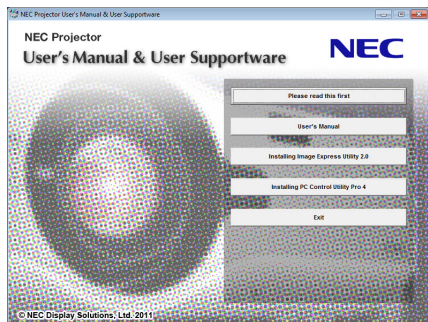 NEC Projector User's Manual & User Supportware
NEC Projector
User's Manual & User Supportware
NEC
Please read this first
User's Manual
Installing Image Express Utility 2.0
Installing PC Control Utility Pro 4
Exit
© NEC Display Solutions, Ltd. 2011